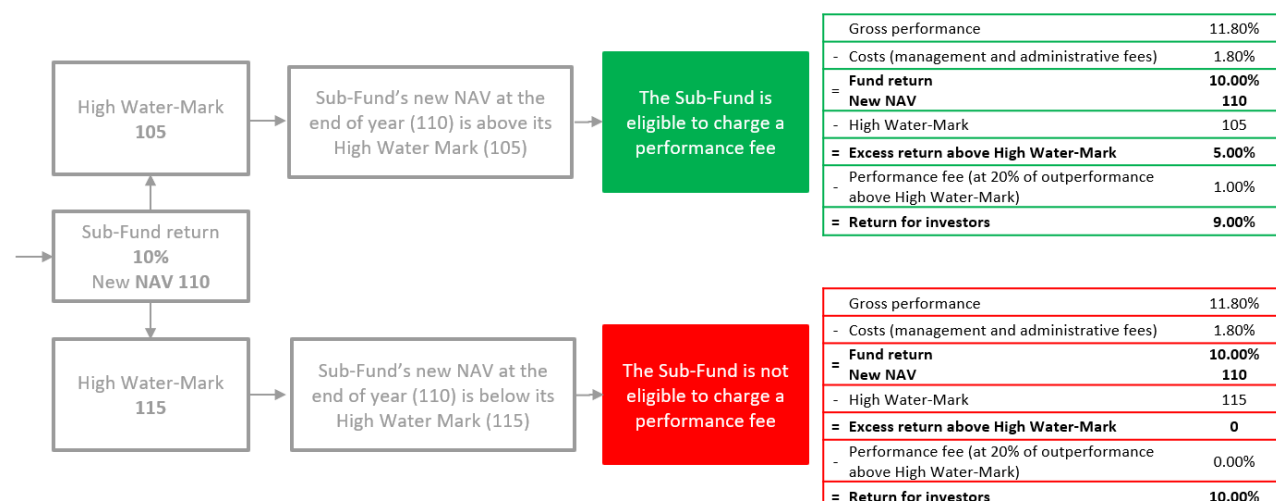 High Water-Mark
105
Sub-Fund's new NAV at the
end of year (110) is above its
High Water Mark (105)
The Sub-Fund is
eligible to charge a
performance fee
Gross performance 11.80%
- Costs (management and administrative fees) 1.80%
= Fund return 10.00%
New NAV 110
- High Water-Mark 105
= Excess return above High Water-Mark 5.00%
- Performance fee (at 20% of outperformance
above High Water-Mark) 1.00%
= Return for investors 9.00%
Sub-Fund return
10%
New NAV 110
High Water-Mark
115
Sub-Fund's new NAV at the
end of year (110) is below its
High Water Mark (115)
The Sub-Fund is not
eligible to charge a
performance fee
Gross performance 11.80%
- Costs (management and administrative fees) 1.80%
= Fund return 10.00%
New NAV 110
- High Water-Mark 115
= Excess return above High Water-Mark 0
- Performance fee (at 20% of outperformance
above High Water-Mark) 0.00%
= Return for investors 10.00%